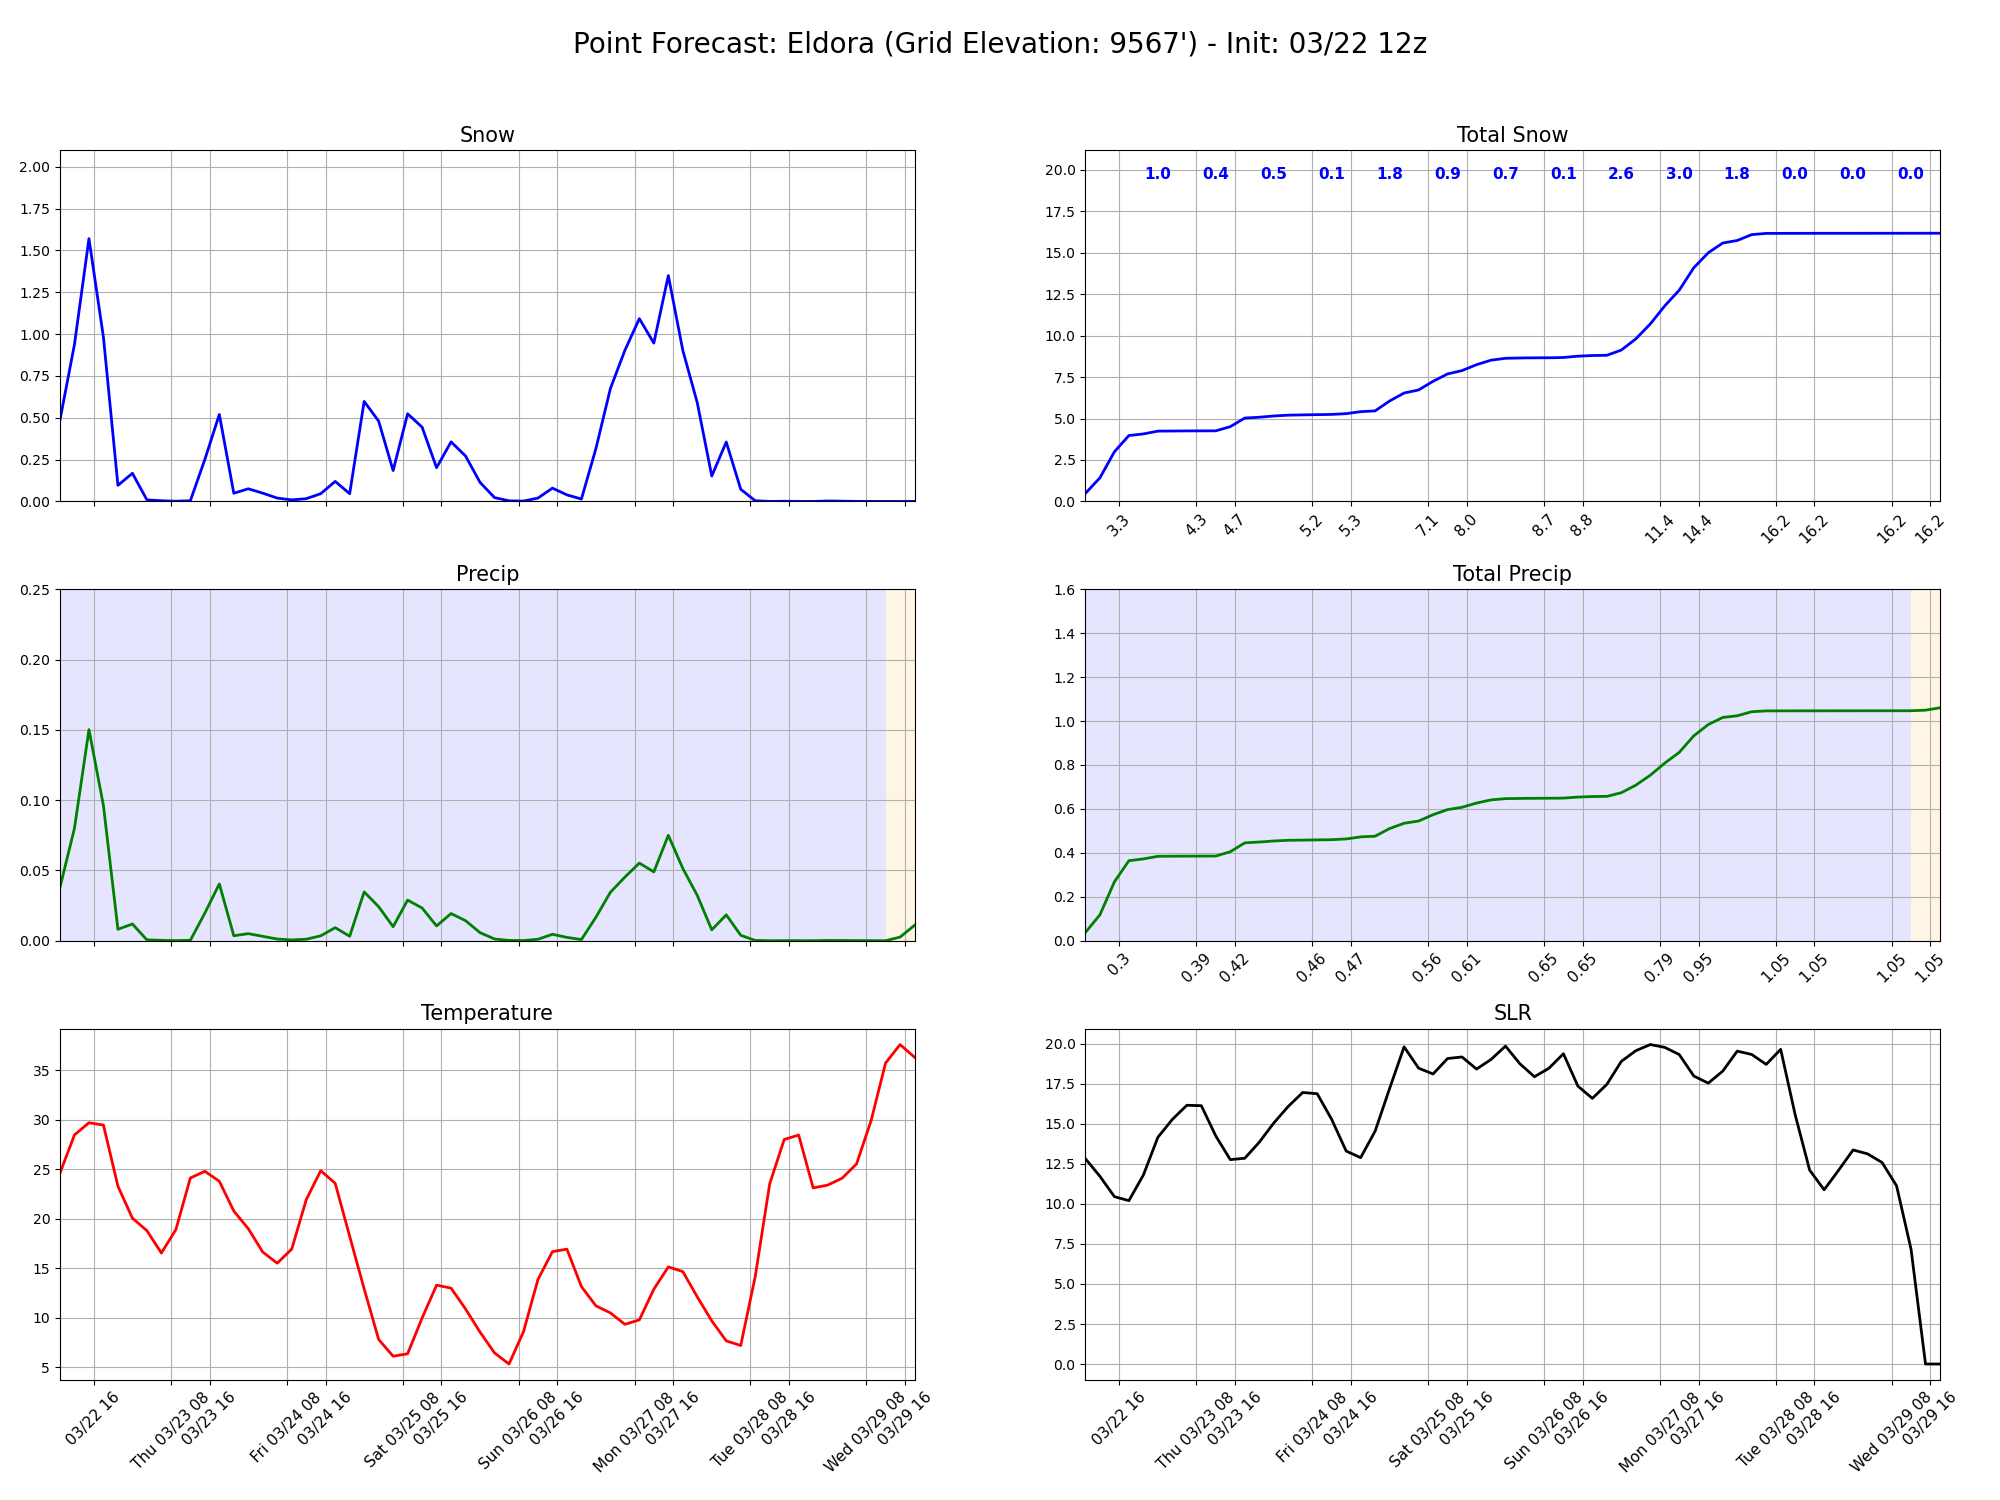 Point Forecast: Eldora (Grid Elevation: 9567') - Init: 03/22 12z
Snow
2.00
1.75
1.50
1.25
1.00
0.75
0.50
0.25
0.00
Total Snow
1.0 0.4 0.5 0.1 1.8 0.9 0.7 0.1 2.6 3.0 1.8 0.0 0.0 0.0
20.0
17.5
15.0
12.5
10.0
7.5
5.0
2.5
0.0
3.3 4.3 4.7 5.2 5.3 7.1 8.0 8.7 8.8 11.4 14.4 16.2 16.2 16.2 16.2
Precip
0.25
0.20
0.15
0.10
0.05
0.00
Total Precip
1.6
1.4
1.2
1.0
0.8
0.6
0.4
0.2
0.0
0.3 0.39 0.42 0.46 0.47 0.56 0.61 0.65 0.65 0.79 0.95 1.05 1.05 1.05 1.05
Temperature
35
30
25
20
15
10
5
03/22 16
Thu 03/23 08
03/23 16
Fri 03/24 08
03/24 16
Sat 03/25 08
03/25 16
Sun 03/26 08
03/26 16
Mon 03/27 08
03/27 16
Tue 03/28 08
03/28 16
Wed 03/29 08
03/29 16
SLR
20.0
17.5
15.0
12.5
10.0
7.5
5.0
2.5
0.0
03/22 16
Thu 03/23 08
03/23 16
Fri 03/24 08
03/24 16
Sat 03/25 08
03/25 16
Sun 03/26 08
03/26 16
Mon 03/27 08
03/27 16
Tue 03/28 08
03/28 16
Wed 03/29 08
03/29 16